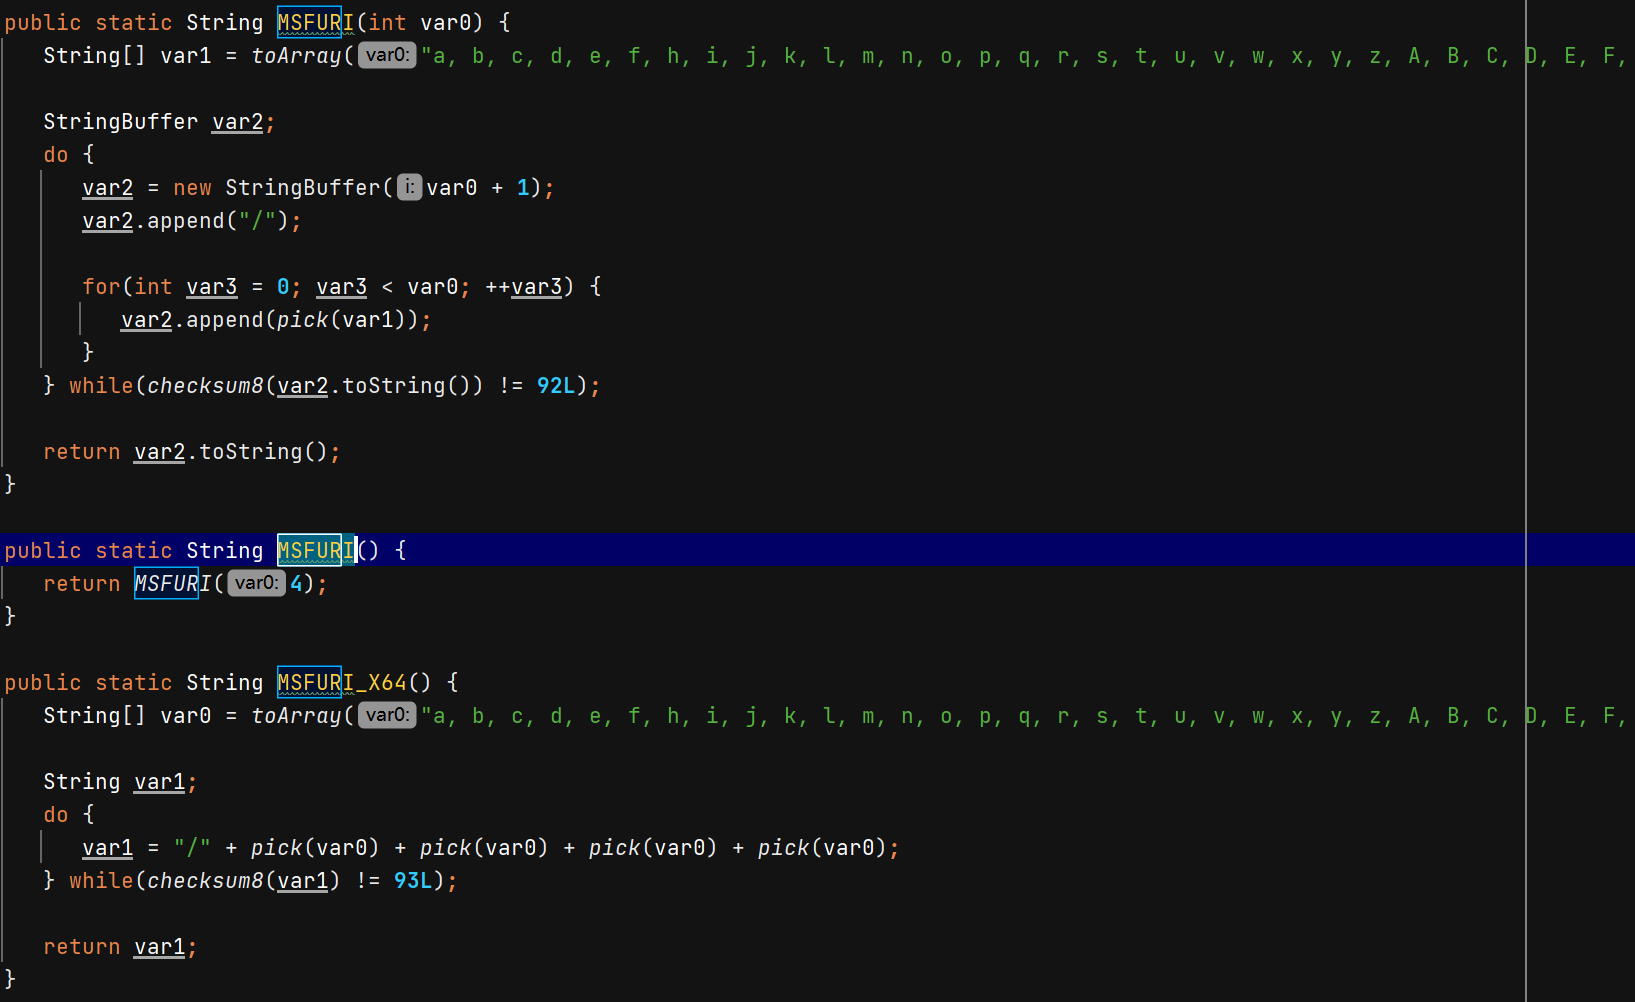 public static String MSFURI(int var0) {
String[] var1 = toArray( var0: "a, b, c, d, e, f, h, i, j, k, l, m, n, o, p, q, r, s, t, u, v, w, x, y, z, A, B, C, D, E, F,
StringBuffer var2;
do {
var2 = new StringBuffer( i: var0 + 1);
var2.append("/");
for(int var3 = 0; var3 < var0; ++var3) {
var2.append(pick(var1));
}
} while(checksum8(var2.toString()) != 92L);
return var2.toString();
}
public static String MSFURI() {
return MSFURI( var0: 4);
}
public static String MSFURI_X64() {
String[] var0 = toArray( var0: "a, b, c, d, e, f, h, i, j, k, l, m, n, o, p, q, r, s, t, u, v, w, x, y, z, A, B, C, D, E, F,
String var1;
do {
var1 = "/" + pick(var0) + pick(var0) + pick(var0) + pick(var0);
} while(checksum8(var1) != 93L);
return var1;
}